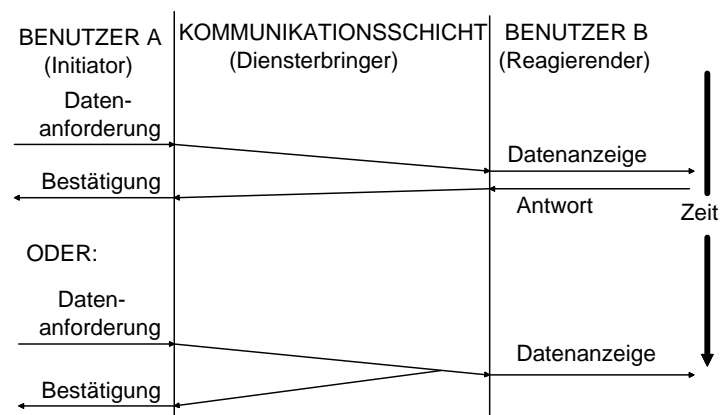 BENUTZER A
(Initiator)
KOMMUNIKATIONSSCHICHT
(Diensterbringer)
BENUTZER B
(Reagierender)
Daten-
anforderung
Datenanzeige
Bestätigung
Antwort
Zeit
ODER:
Daten-
anforderung
Datenanzeige
Bestätigung